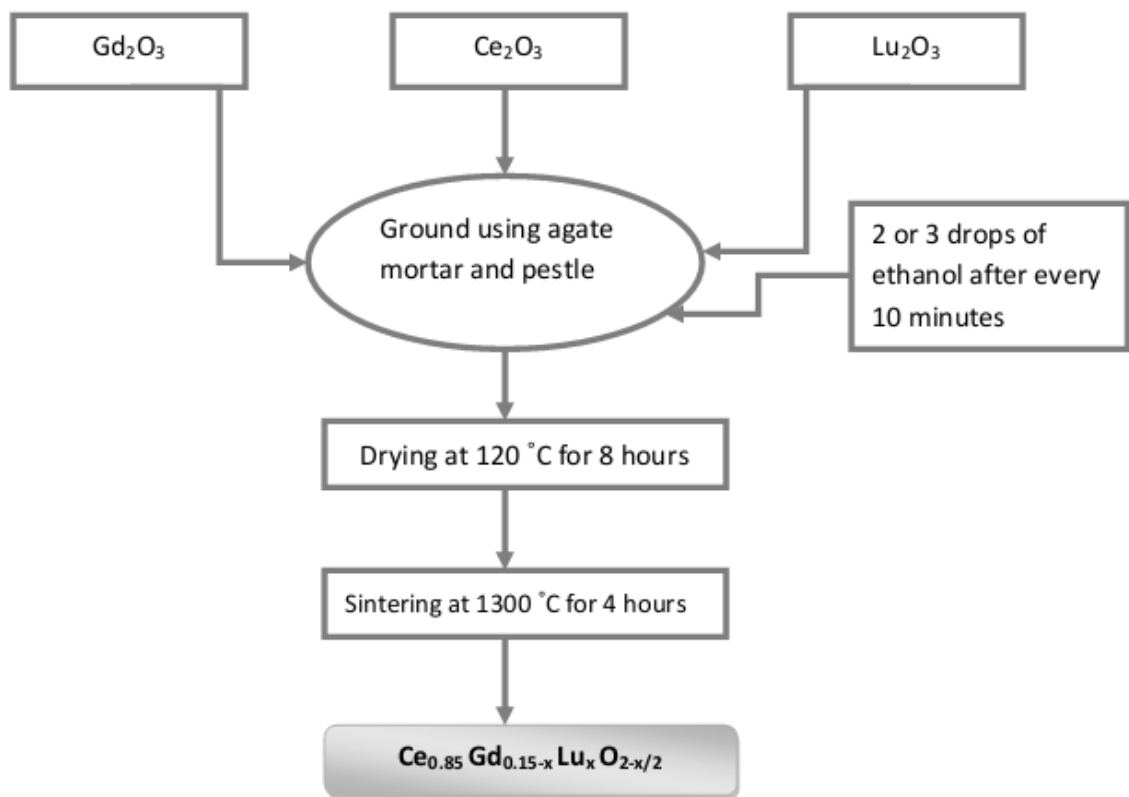 Gd₂O₃
Ce₂O₃
Lu₂O₃
Ground using agate
mortar and pestle
2 or 3 drops of
ethanol after every
10 minutes
Drying at 120 ˚C for 8 hours
Sintering at 1300 ˚C for 4 hours
Ce₀.₈₅ Gd₀.₁₅₋ₓ Luₓ O₂₋ₓ/₂